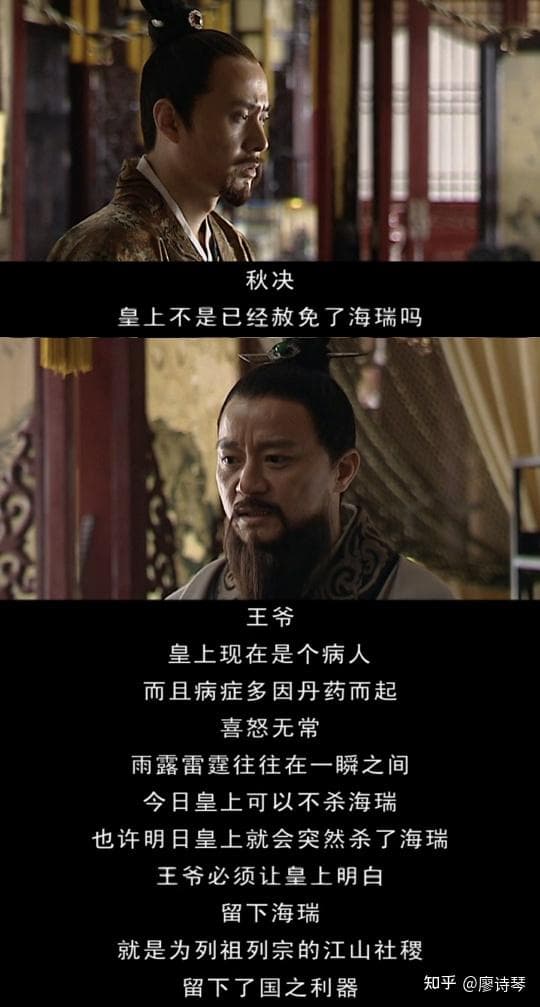 秋决
皇上不是已经赦免了海瑞吗
王爷
皇上现在是个病人
而且病症多因丹药而起
喜怒无常
雨露雷霆往往在一瞬之间
今日皇上可以不杀海瑞
也许明日皇上就会突然杀了海瑞
王爷必须让皇上明白
留下海瑞
就是为列祖列宗的江山社稷
留下了国之利器
知乎 @廖诗琴